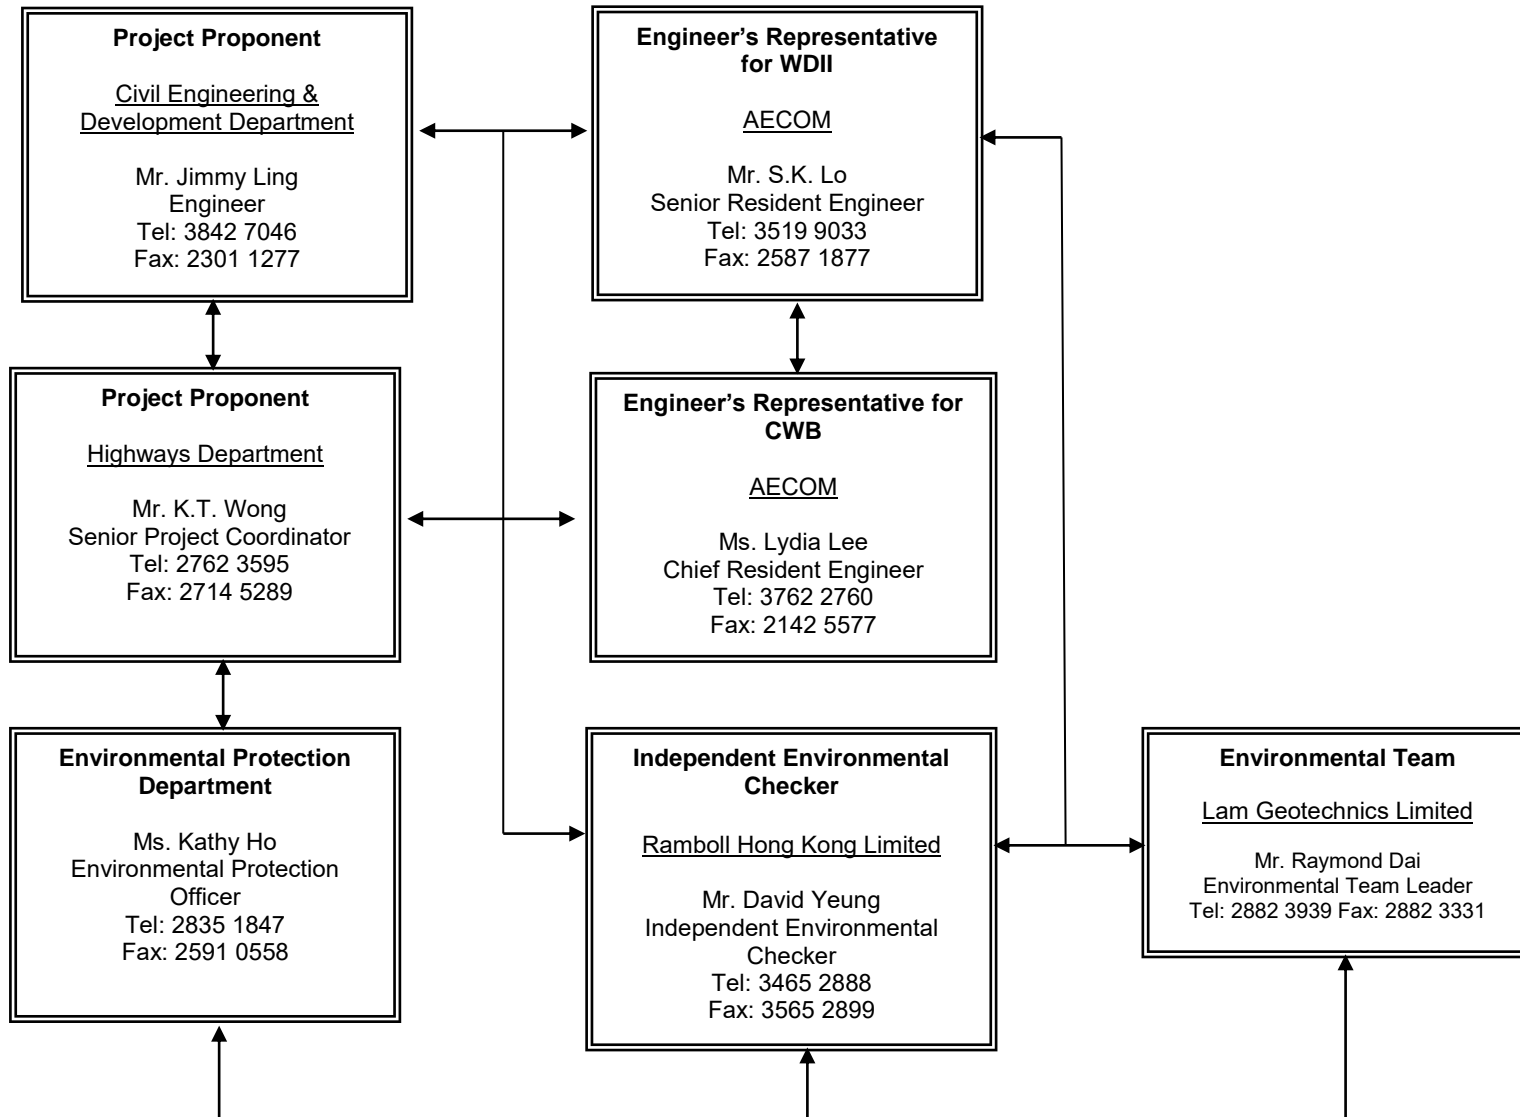 Project Proponent
Civil Engineering &
Development Department
Mr. Jimmy Ling
Engineer
Tel: 3842 7046
Fax: 2301 1277
Engineer’s Representative
for WDII
AECOM
Mr. S.K. Lo
Senior Resident Engineer
Tel: 3519 9033
Fax: 2587 1877
Project Proponent
Highways Department
Mr. K.T. Wong
Senior Project Coordinator
Tel: 2762 3595
Fax: 2714 5289
Engineer’s Representative for
CWB
AECOM
Ms. Lydia Lee
Chief Resident Engineer
Tel: 3762 2760
Fax: 2142 5577
Environmental Protection
Department
Ms. Kathy Ho
Environmental Protection
Officer
Tel: 2835 1847
Fax: 2591 0558
Independent Environmental
Checker
Ramboll Hong Kong Limited
Mr. David Yeung
Independent Environmental
Checker
Tel: 3465 2888
Fax: 3565 2899
Environmental Team
Lam Geotechnics Limited
Mr. Raymond Dai
Environmental Team Leader
Tel: 2882 3939 Fax: 2882 3331